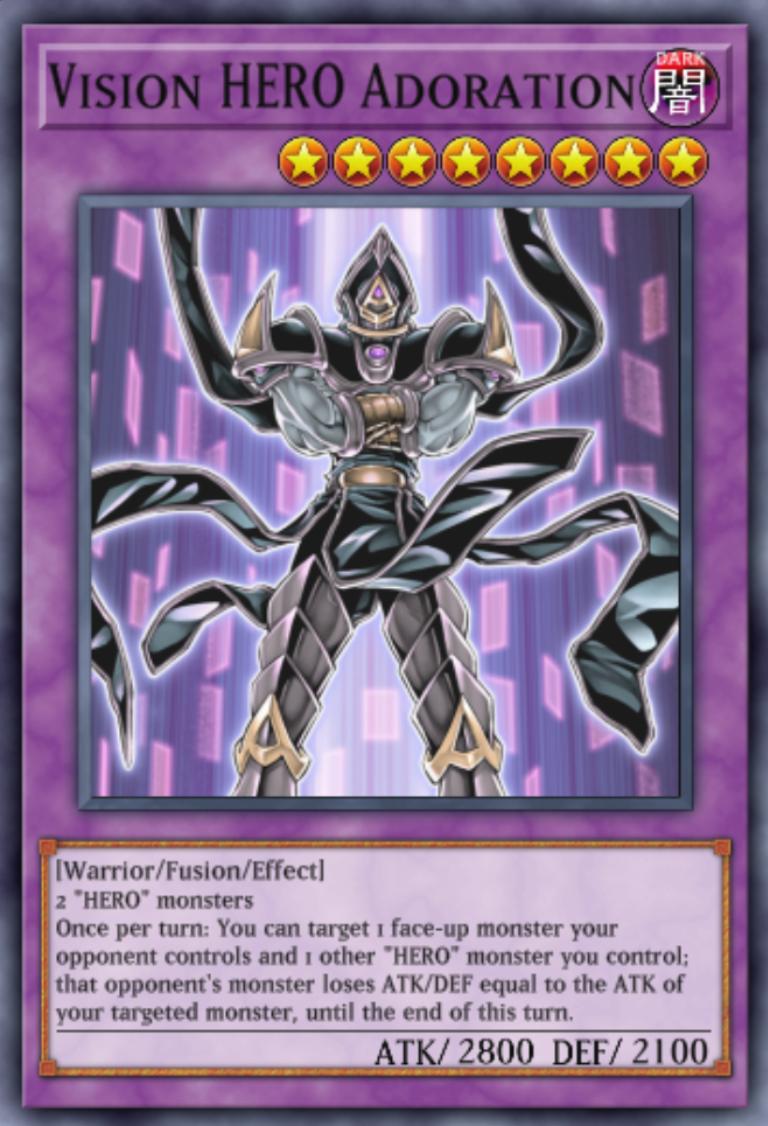 Vision HERO Adoration
DARK
闇
[Warrior/Fusion/Effect]
2 "HERO" monsters
Once per turn: You can target 1 face-up monster your
opponent controls and 1 other "HERO" monster you control;
that opponent's monster loses ATK/DEF equal to the ATK of
your targeted monster, until the end of this turn.
ATK/ 2800 DEF/ 2100